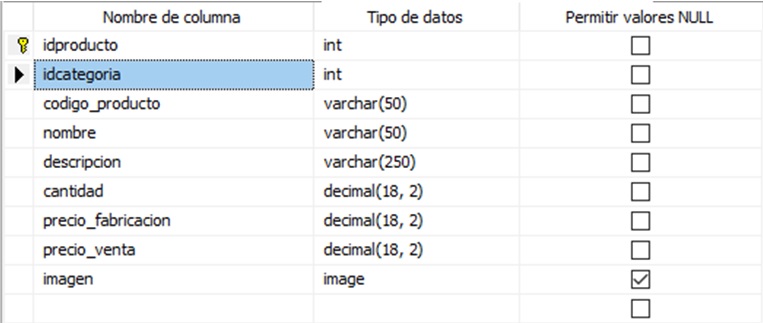 Nombre de columna Tipo de datos Permitir valores NULL
idproducto int
idcategoria int
codigo_producto varchar(50)
nombre varchar(50)
descripcion varchar(250)
cantidad decimal(18, 2)
precio_fabricacion decimal(18, 2)
precio_venta decimal(18, 2)
imagen image